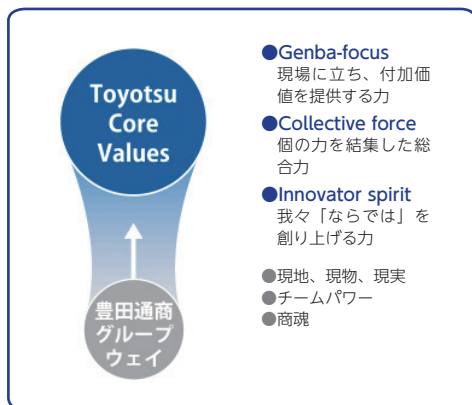 Toyotsu
Core
Values
豊田通商
グループ
ウェイ
●Genba-focus
現場に立ち、付加価
値を提供する力
●Collective force
個の力を結集した総
合力
●Innovator spirit
我々「ならでは」を
創り上げる力
●現地、現物、現実
●チームパワー
●商魂